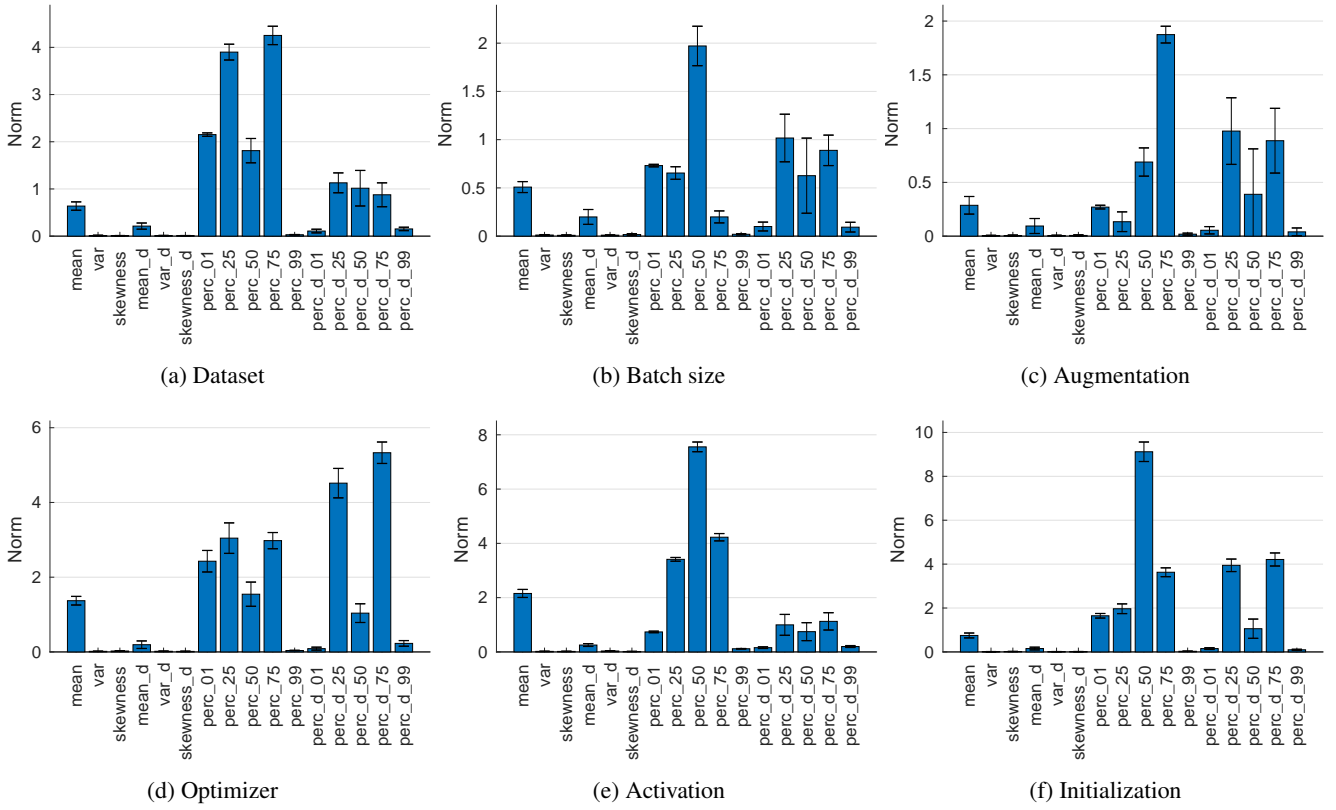 Norm
4
3
2
1
0
mean
var
skewness
mean_d
var_d
skewness_d
perc_01
perc_25
perc_50
perc_75
perc_99
perc_d_01
perc_d_25
perc_d_50
perc_d_75
perc_d_99
(a) Dataset
Norm
2
1.5
1
0.5
0
mean
var
skewness
mean_d
var_d
skewness_d
perc_01
perc_25
perc_50
perc_75
perc_99
perc_d_01
perc_d_25
perc_d_50
perc_d_75
perc_d_99
(b) Batch size
Norm
2
1.5
1
0.5
0
mean
var
skewness
mean_d
var_d
skewness_d
perc_01
perc_25
perc_50
perc_75
perc_99
perc_d_01
perc_d_25
perc_d_50
perc_d_75
perc_d_99
(c) Augmentation
Norm
6
4
2
0
mean
var
skewness
mean_d
var_d
skewness_d
perc_01
perc_25
perc_50
perc_75
perc_99
perc_d_01
perc_d_25
perc_d_50
perc_d_75
perc_d_99
(d) Optimizer
Norm
8
6
4
2
0
mean
var
skewness
mean_d
var_d
skewness_d
perc_01
perc_25
perc_50
perc_75
perc_99
perc_d_01
perc_d_25
perc_d_50
perc_d_75
perc_d_99
(e) Activation
Norm
10
8
6
4
2
0
mean
var
skewness
mean_d
var_d
skewness_d
perc_01
perc_25
perc_50
perc_75
perc_99
perc_d_01
perc_d_25
perc_d_50
perc_d_75
perc_d_99
(f) Initialization